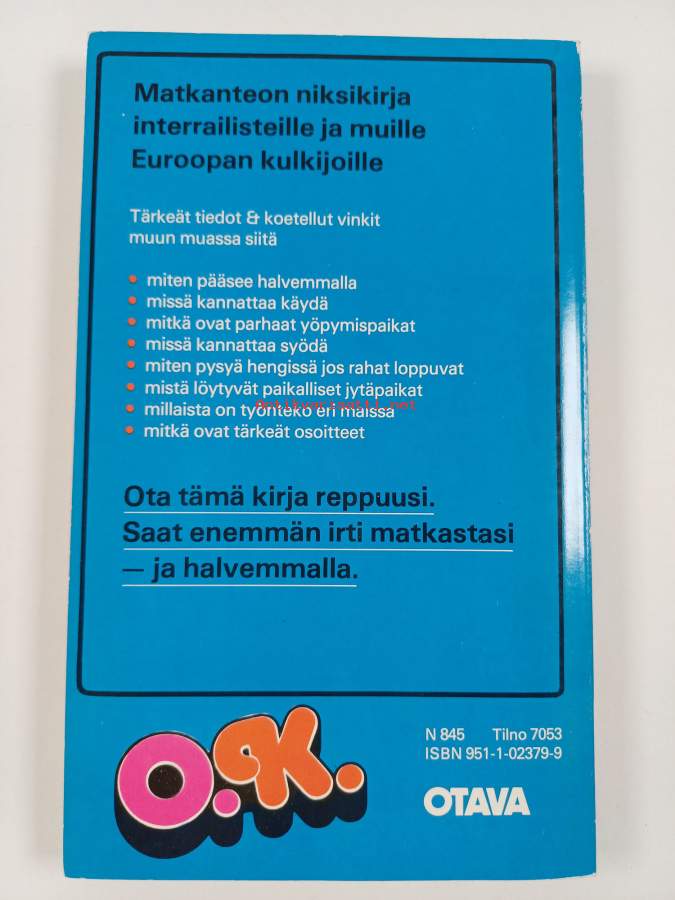 Matkanteon niksikirja
interrailisteille ja muille
Euroopan kulkijoille
Tärkeät tiedot & koetellut vinkit
muun muassa siitä
• miten pääsee halvemmalla
• missä kannattaa käydä
• mitkä ovat parhaat yöpymispaikat
• missä kannattaa syödä
• miten pysyä hengissä jos rahat loppuvat
• mistä löytyvät paikalliset jytäpaikat
• millaista on työnteko eri maissa
Antikvariaatti.net
• mitkä ovat tärkeät osoitteet
Ota tämä kirja reppuusi.
Saat enemmän irti matkastasi
— ja halvemmalla.
O.K.
N 845 Tilno 7053
ISBN 951-1-02379-9
OTAVA